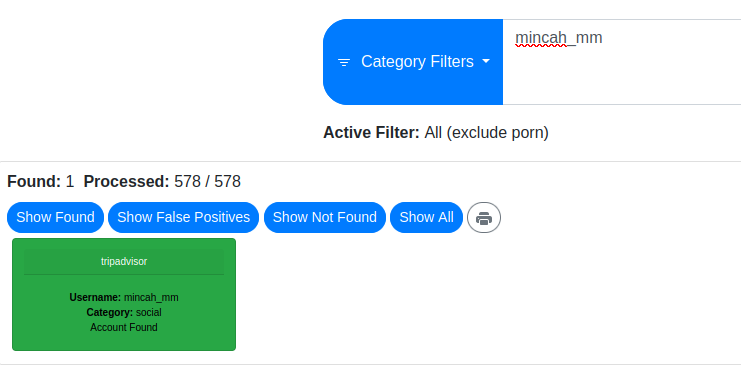 Category Filters
mincah_mm
Active Filter: All (exclude porn)
Found: 1 Processed: 578 / 578
Show Found Show False Positives Show Not Found Show All
tripadvisor
Username: mincah_mm
Category: social
Account Found